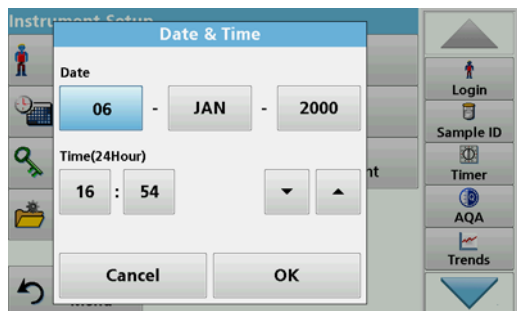 Instrument Setup
Date & Time
Date
06 - JAN - 2000
Time(24Hour)
16 : 54
Cancel
OK
Menu
Login
Sample ID
Timer
AQA
Trends